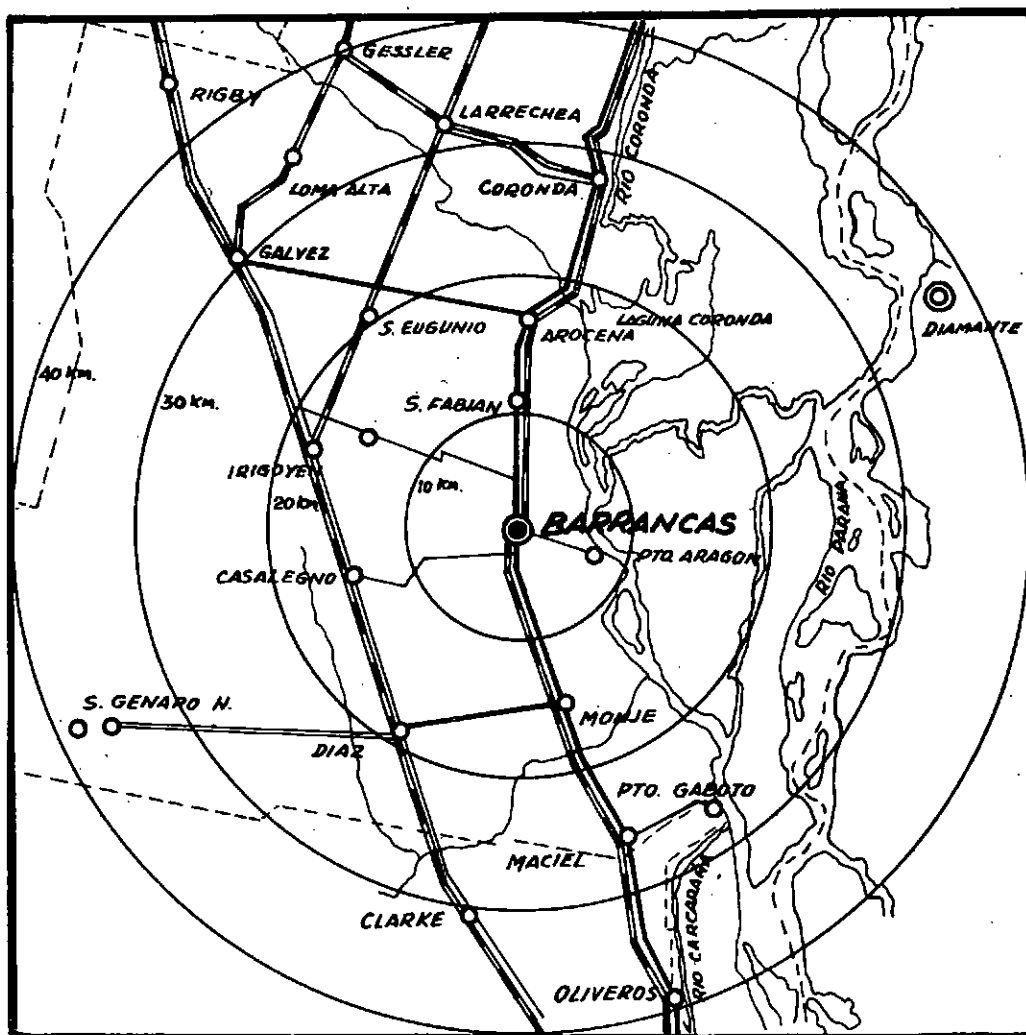 GESSLER
RIGBY
LARRECHEA
RIO CORONDA
LOMA ALTA
CORONDA
GALVEZ
S. EUGUNIO
AROCENA
LAGUNA CORONDA
DIAMANTE
40 KM.
30 KM.
S. FABIAN
IRIGOYEN
10 KM.
20 KM.
BARRANCAS
PTO. ARAGON
RIO PARANA
CASALEGNO
S. GENARO N.
MONJE
DIAZ
PTO. GABOTO
MACIEL
RIO CARCARAÑA
CLARKE
OLIVEROS